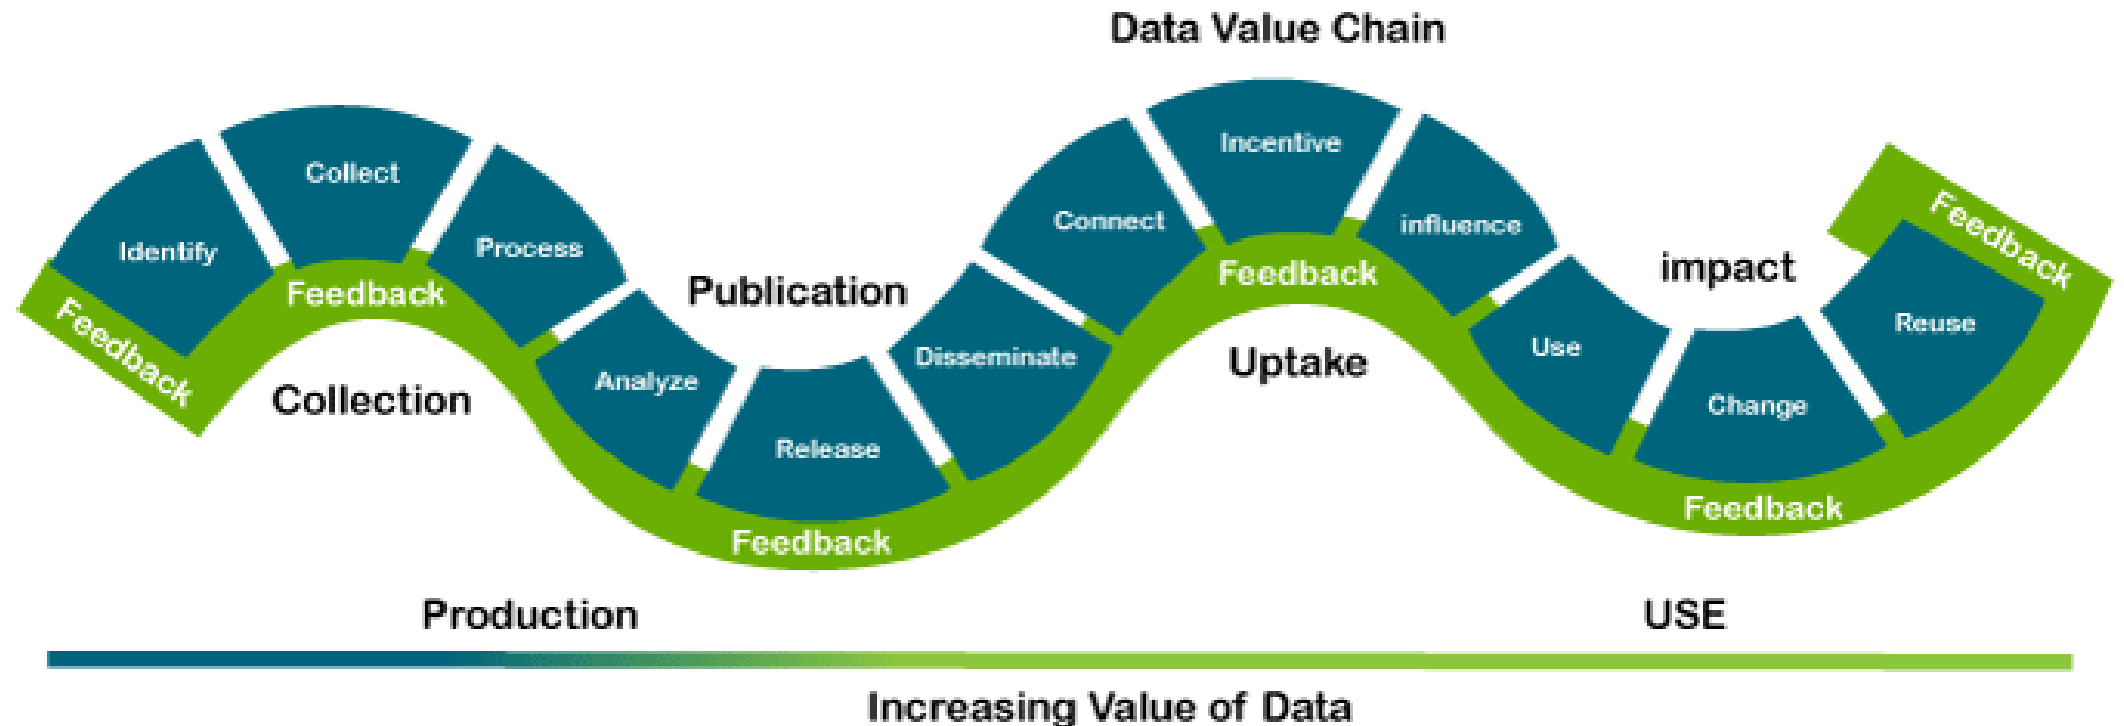 Data Value Chain
Identify
Collect
Process
Feedback
Feedback
Collection
Analyze
Release
Disseminate
Publication
Feedback
Connect
Incentive
influence
Feedback
Uptake
Use
Change
Reuse
impact
Feedback
Feedback
Production
USE
Increasing Value of Data